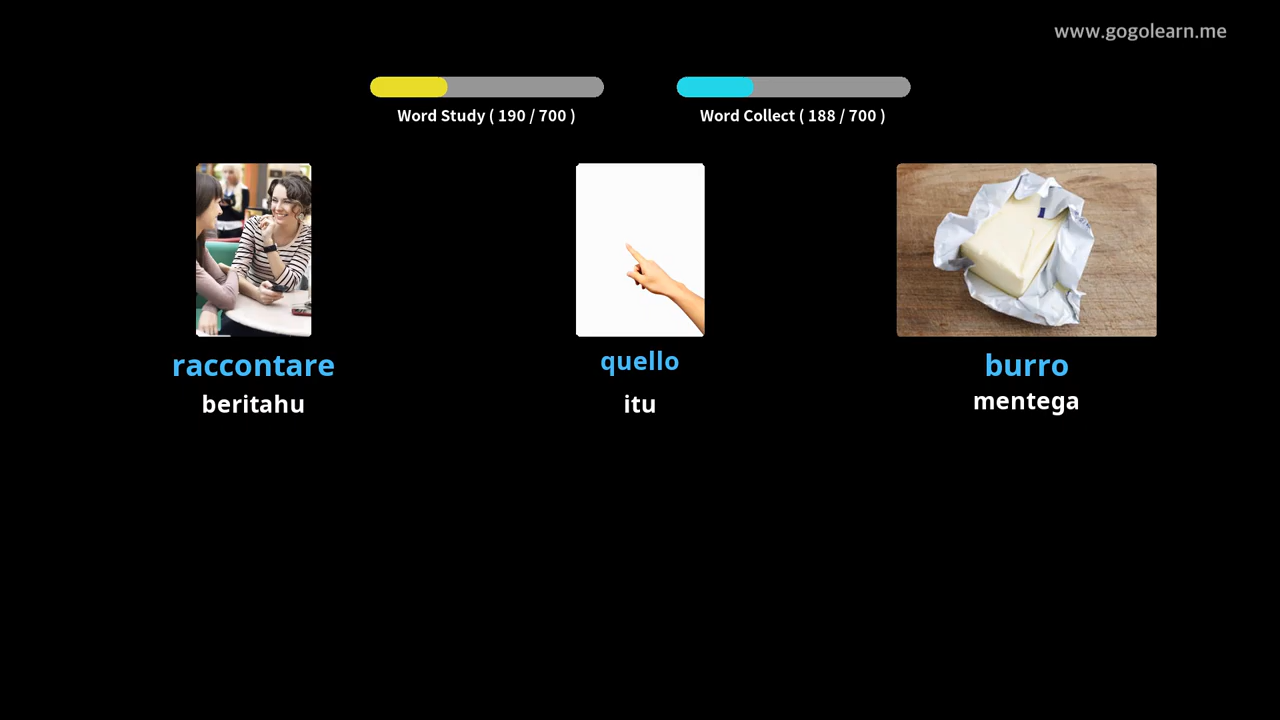 www.gogolearn.me
Word Study ( 190 / 700 )
Word Collect ( 188 / 700 )
raccontare
beritahu
quello
itu
burro
mentega